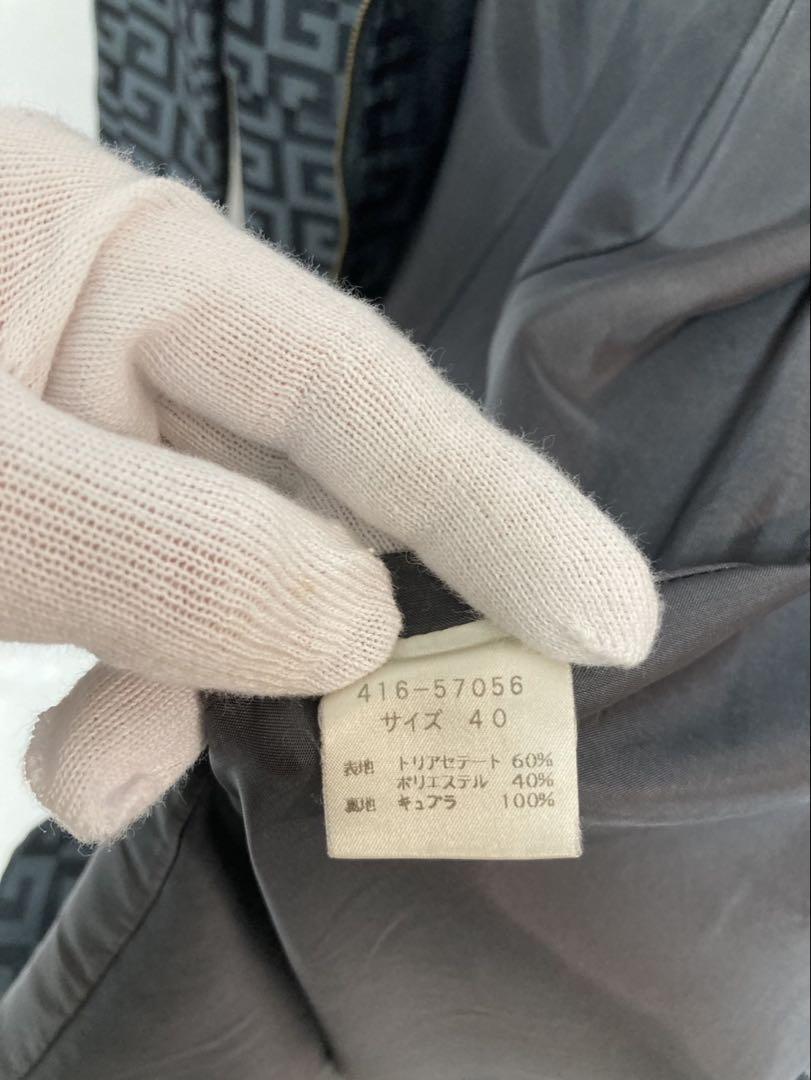 416-57056
サイズ 40
表地 トリアセテート 60%
ポリエステル 40%
裏地 キュプラ 100%